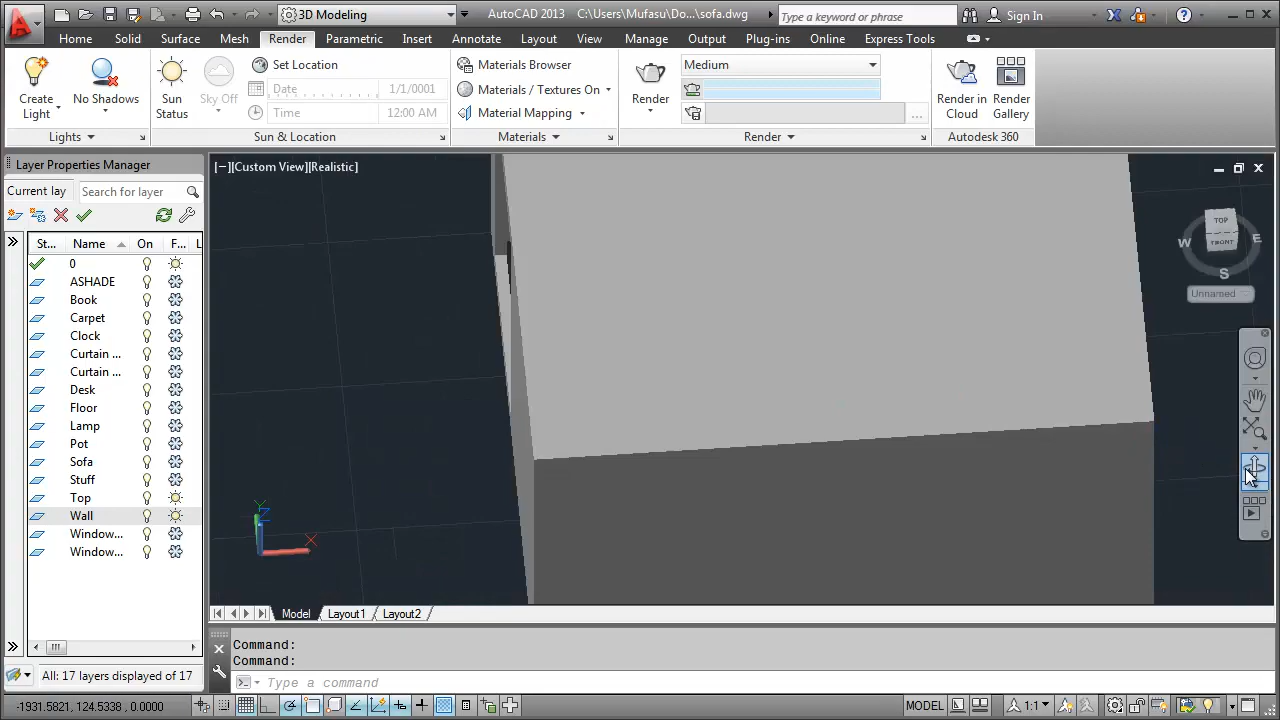 3D Modeling
AutoCAD 2013 C:\Users\Mufasu\Do...\sofa.dwg
Type a keyword or phrase
Sign In
Home Solid Surface Mesh Render Parametric Insert Annotate Layout View Manage Output Plug-ins Online Express Tools
Create Light
No Shadows
Sun Status
Sky Off
Set Location
Date 1/1/0001
Time 12:00 AM
Materials Browser
Materials / Textures On
Material Mapping
Render
Medium
...
Render in Cloud
Render Gallery
Lights
Sun & Location
Materials
Render
Autodesk 360
Layer Properties Manager
Current lay
Search for layer
St... Name On F... L
0
ASHADE
Book
Carpet
Clock
Curtain ...
Curtain ...
Desk
Floor
Lamp
Pot
Sofa
Stuff
Top
Wall
Window...
Window...
All: 17 layers displayed of 17
[−][Custom View][Realistic]
TOP
FRONT
W
E
S
Unnamed
Y
Z
X
Model Layout1 Layout2
Command:
Command:
Type a command
-1931.5821, 124.5338, 0.0000
MODEL
1:1